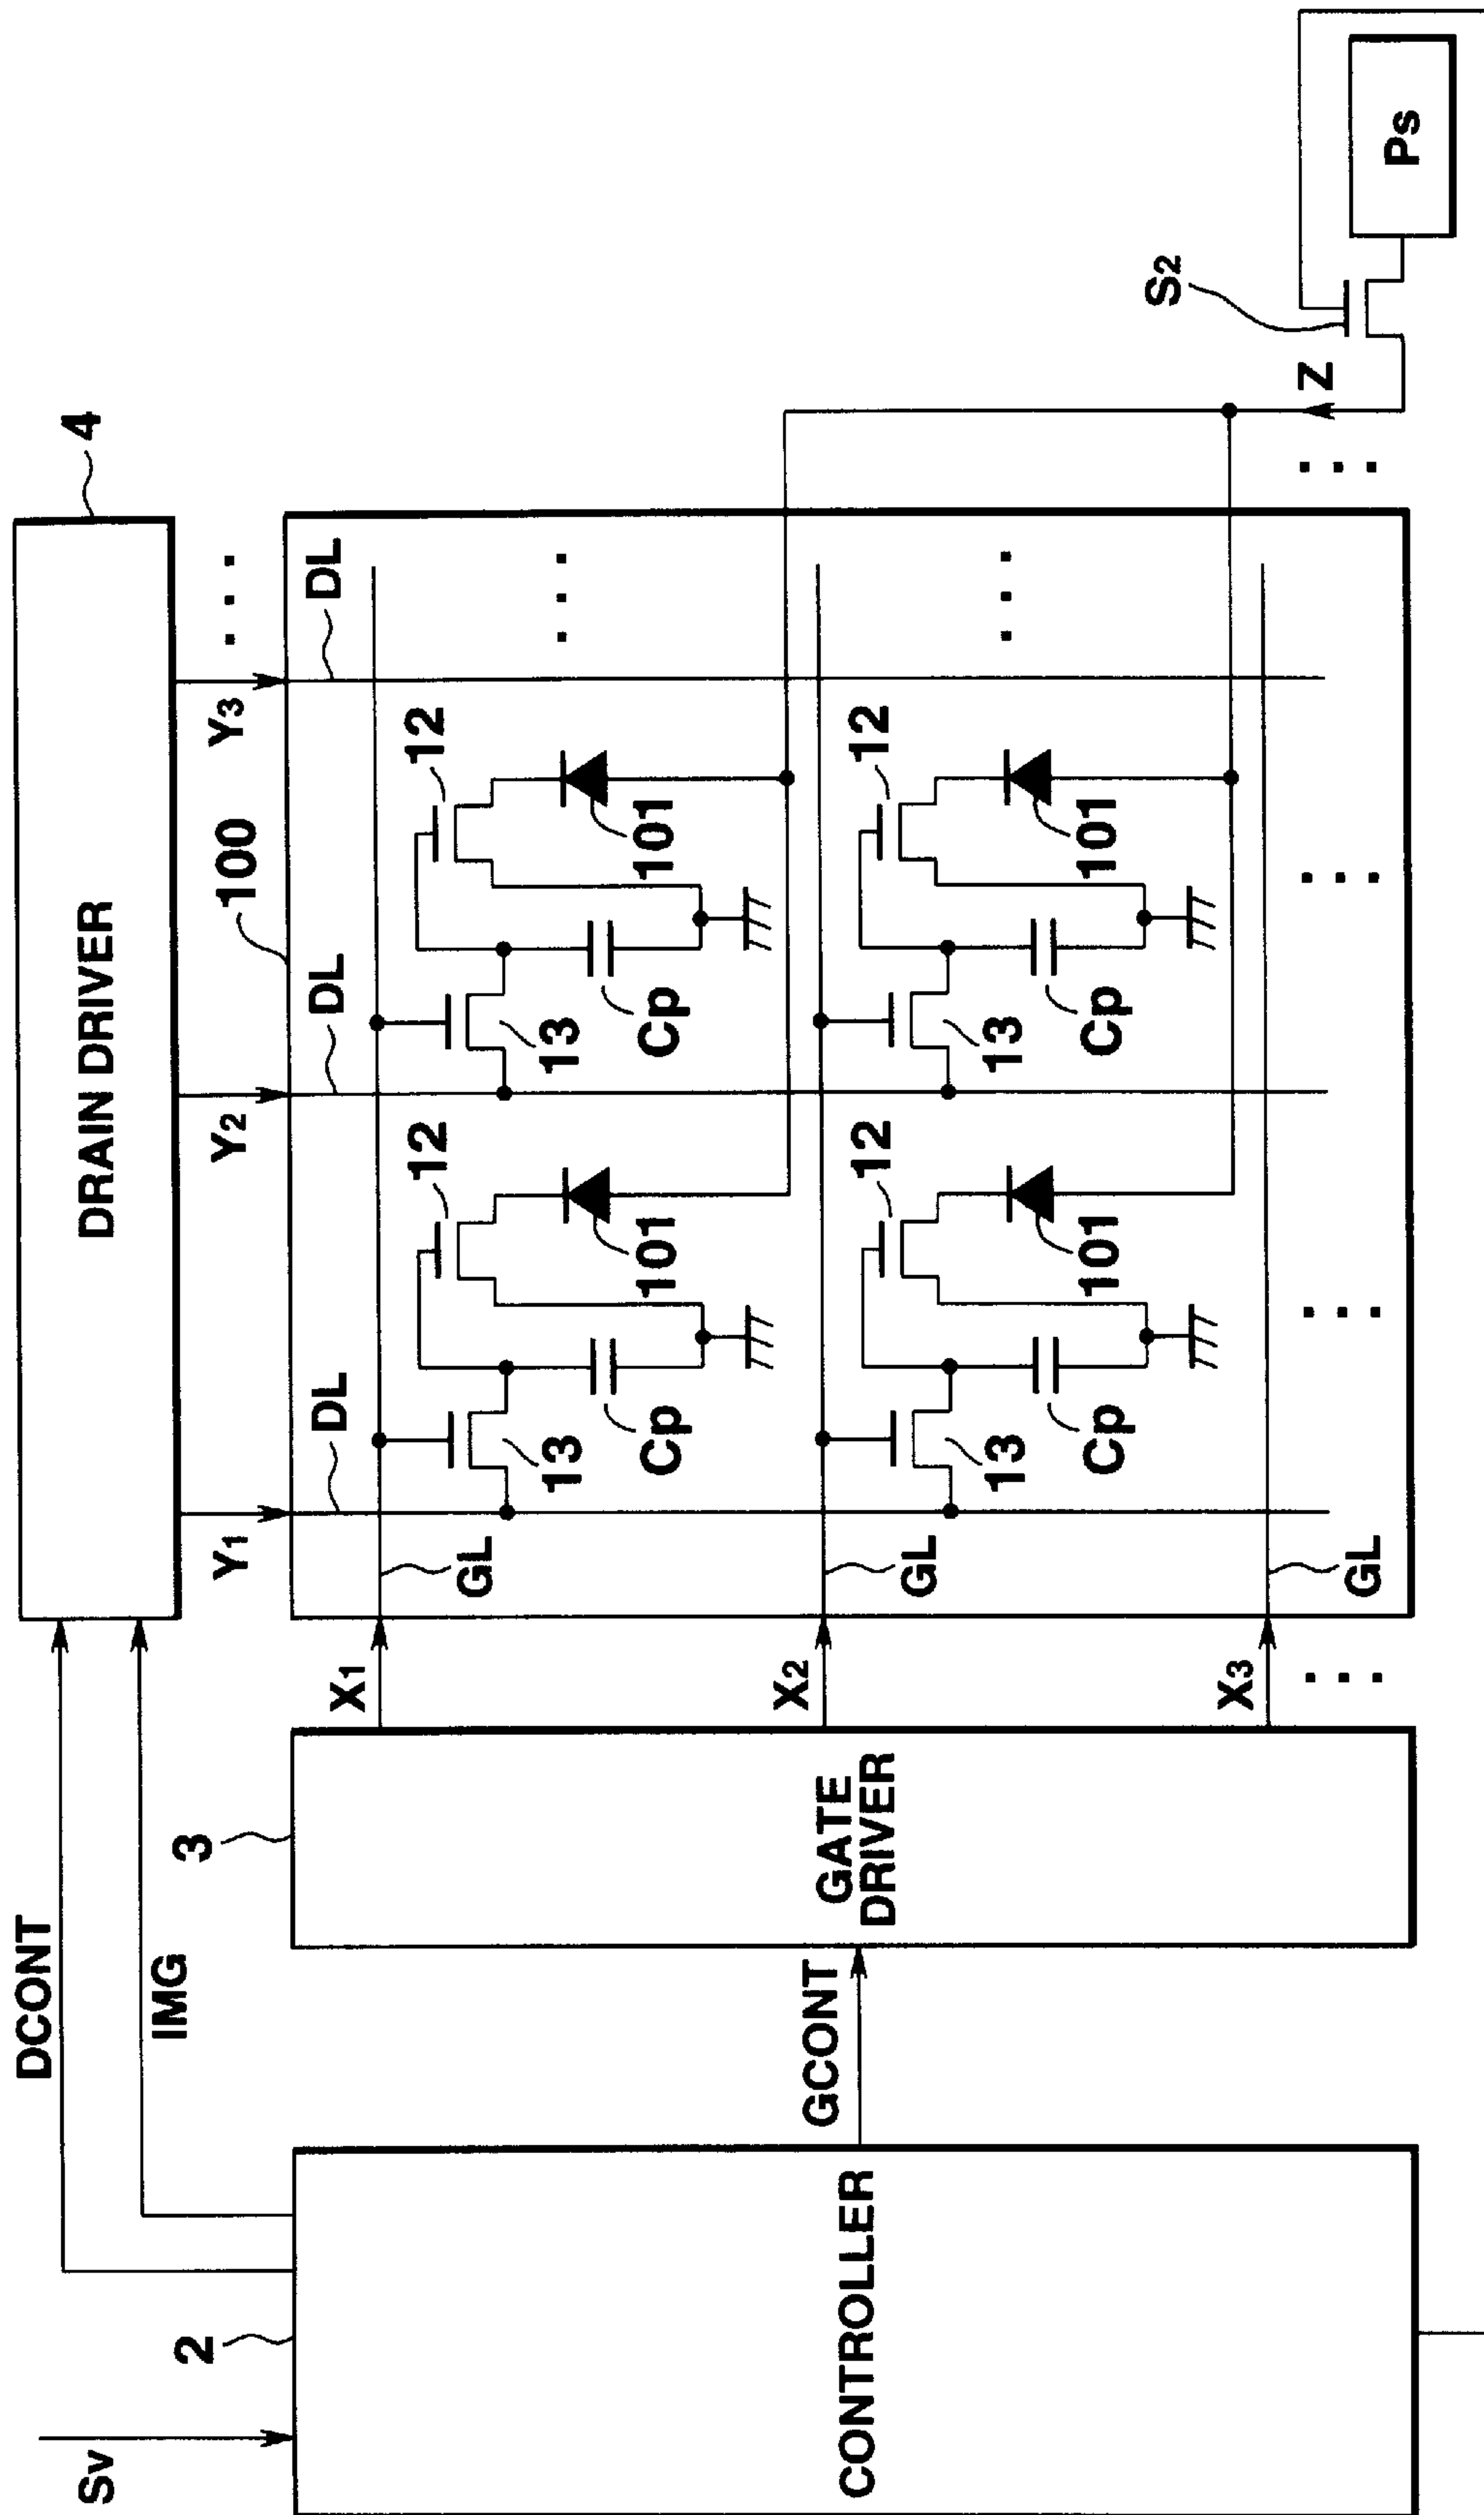 DRAIN DRIVER
4
DCONT
IMG
Y1
Y2
Y3
DL
DL
100
DL
Sv
2
CONTROLLER
GCONT
3
GATE
DRIVER
X1
GL
13
Cp
12
101
13
Cp
12
101
X2
GL
13
Cp
12
101
13
Cp
12
101
X3
GL
Z
S2
Ps